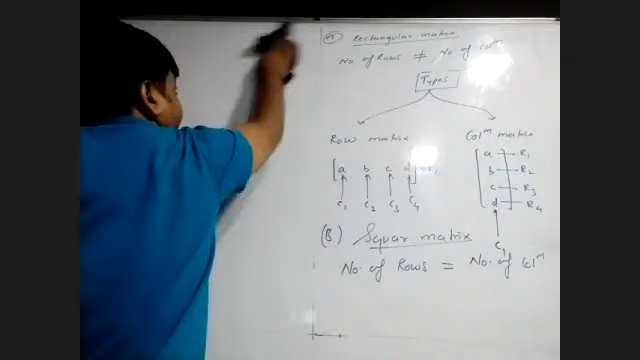 (A) Rectangular matrix
No of Rows ≠ No of Colm
Types
Row matrix
[a b c d] R1
C1 C2 C3 C4
Colm matrix
a R1
b R2
c R3
d R4
C1
(B) Squar matrix
No. of Rows = No. of Colm